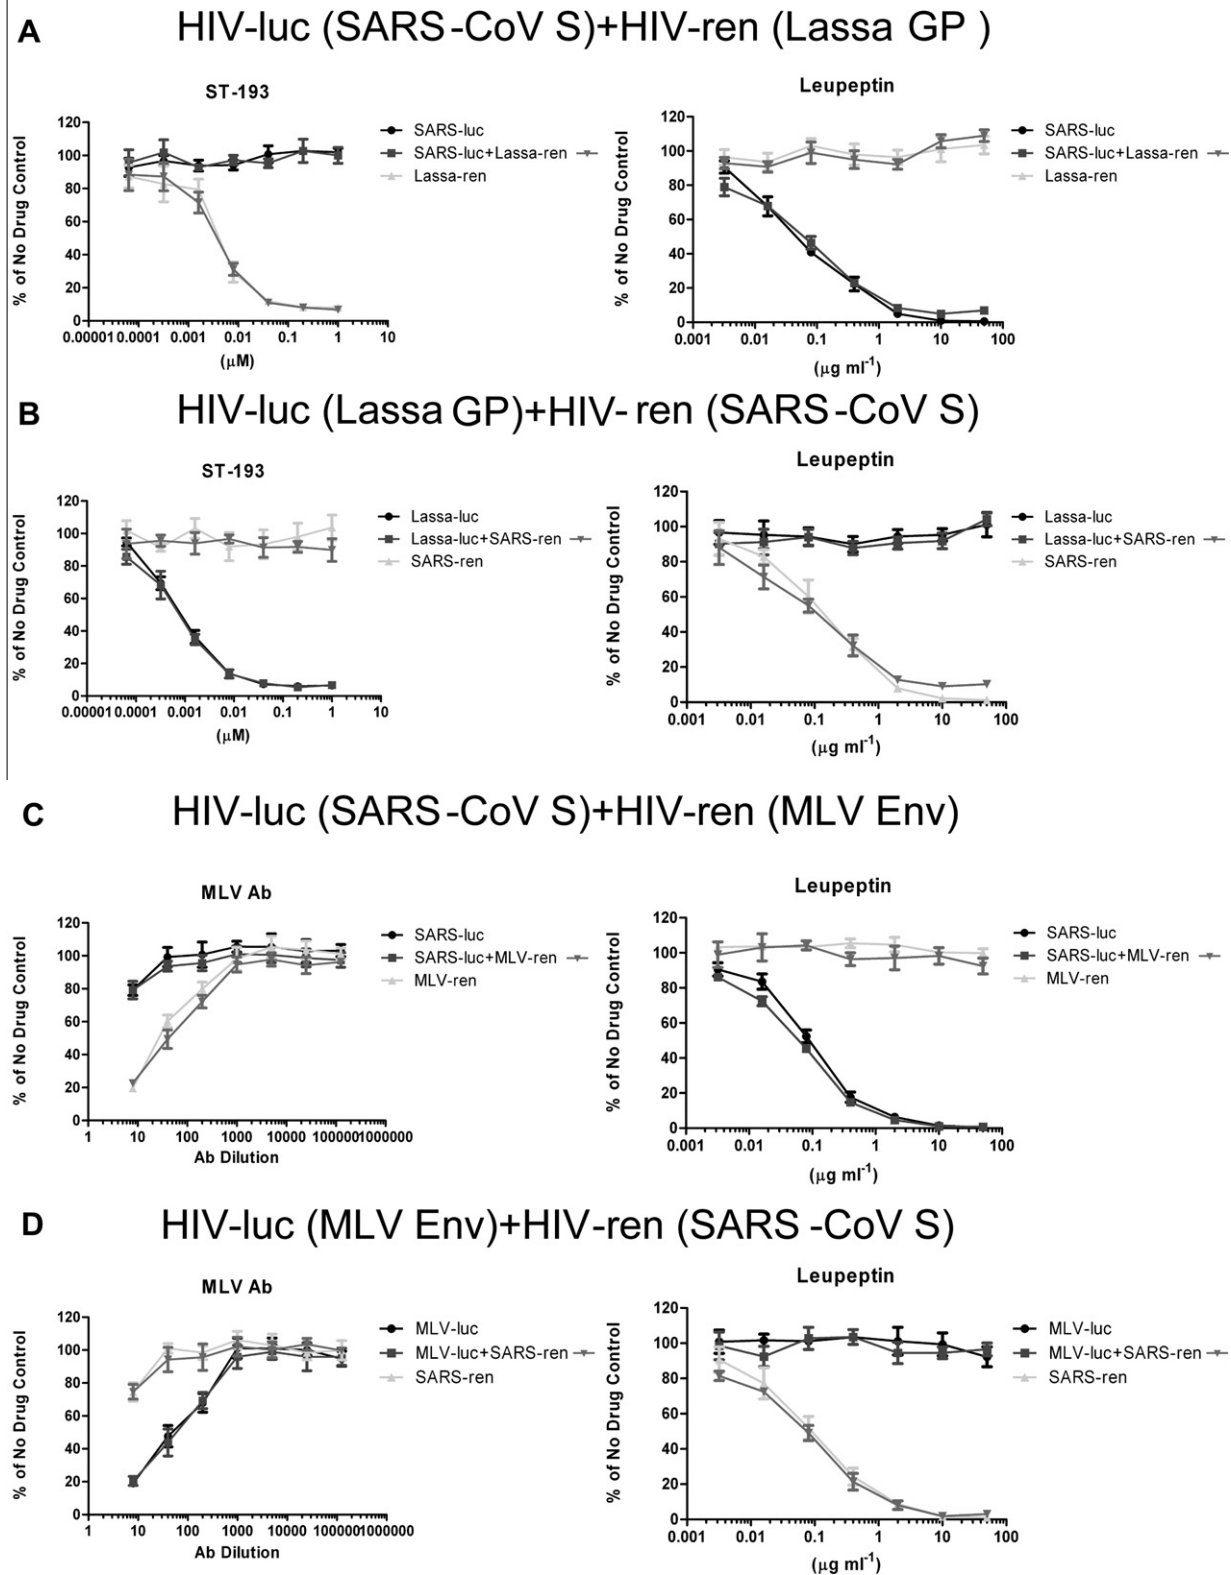 A
HIV-luc (SARS-CoV S)+HIV-ren (Lassa GP )
ST-193
% of No Drug Control
120
100
80
60
40
20
0
0.00001 0.0001 0.001 0.01 0.1 1 10
(μM)
SARS-luc
SARS-luc+Lassa-ren
Lassa-ren
Leupeptin
% of No Drug Control
120
100
80
60
40
20
0
0.001 0.01 0.1 1 10 100
(μg ml-1)
SARS-luc
SARS-luc+Lassa-ren
Lassa-ren
B
HIV-luc (Lassa GP)+HIV- ren (SARS-CoV S)
ST-193
% of No Drug Control
120
100
80
60
40
20
0
0.00001 0.0001 0.001 0.01 0.1 1 10
(μM)
Lassa-luc
Lassa-luc+SARS-ren
SARS-ren
Leupeptin
% of No Drug Control
120
100
80
60
40
20
0
0.001 0.01 0.1 1 10 100
(μg ml-1)
Lassa-luc
Lassa-luc+SARS-ren
SARS-ren
C
HIV-luc (SARS-CoV S)+HIV-ren (MLV Env)
MLV Ab
% of No Drug Control
120
100
80
60
40
20
0
1 10 100 1000 10000 100000 1000000
Ab Dilution
SARS-luc
SARS-luc+MLV-ren
MLV-ren
Leupeptin
% of No Drug Control
120
100
80
60
40
20
0
0.001 0.01 0.1 1 10 100
(μg ml-1)
SARS-luc
SARS-luc+MLV-ren
MLV-ren
D
HIV-luc (MLV Env)+HIV-ren (SARS -CoV S)
MLV Ab
% of No Drug Control
120
100
80
60
40
20
0
1 10 100 1000 10000 100000 1000000
Ab Dilution
MLV-luc
MLV-luc+SARS-ren
SARS-ren
Leupeptin
% of No Drug Control
120
100
80
60
40
20
0
0.001 0.01 0.1 1 10 100
(μg ml-1)
MLV-luc
MLV-luc+SARS-ren
SARS-ren